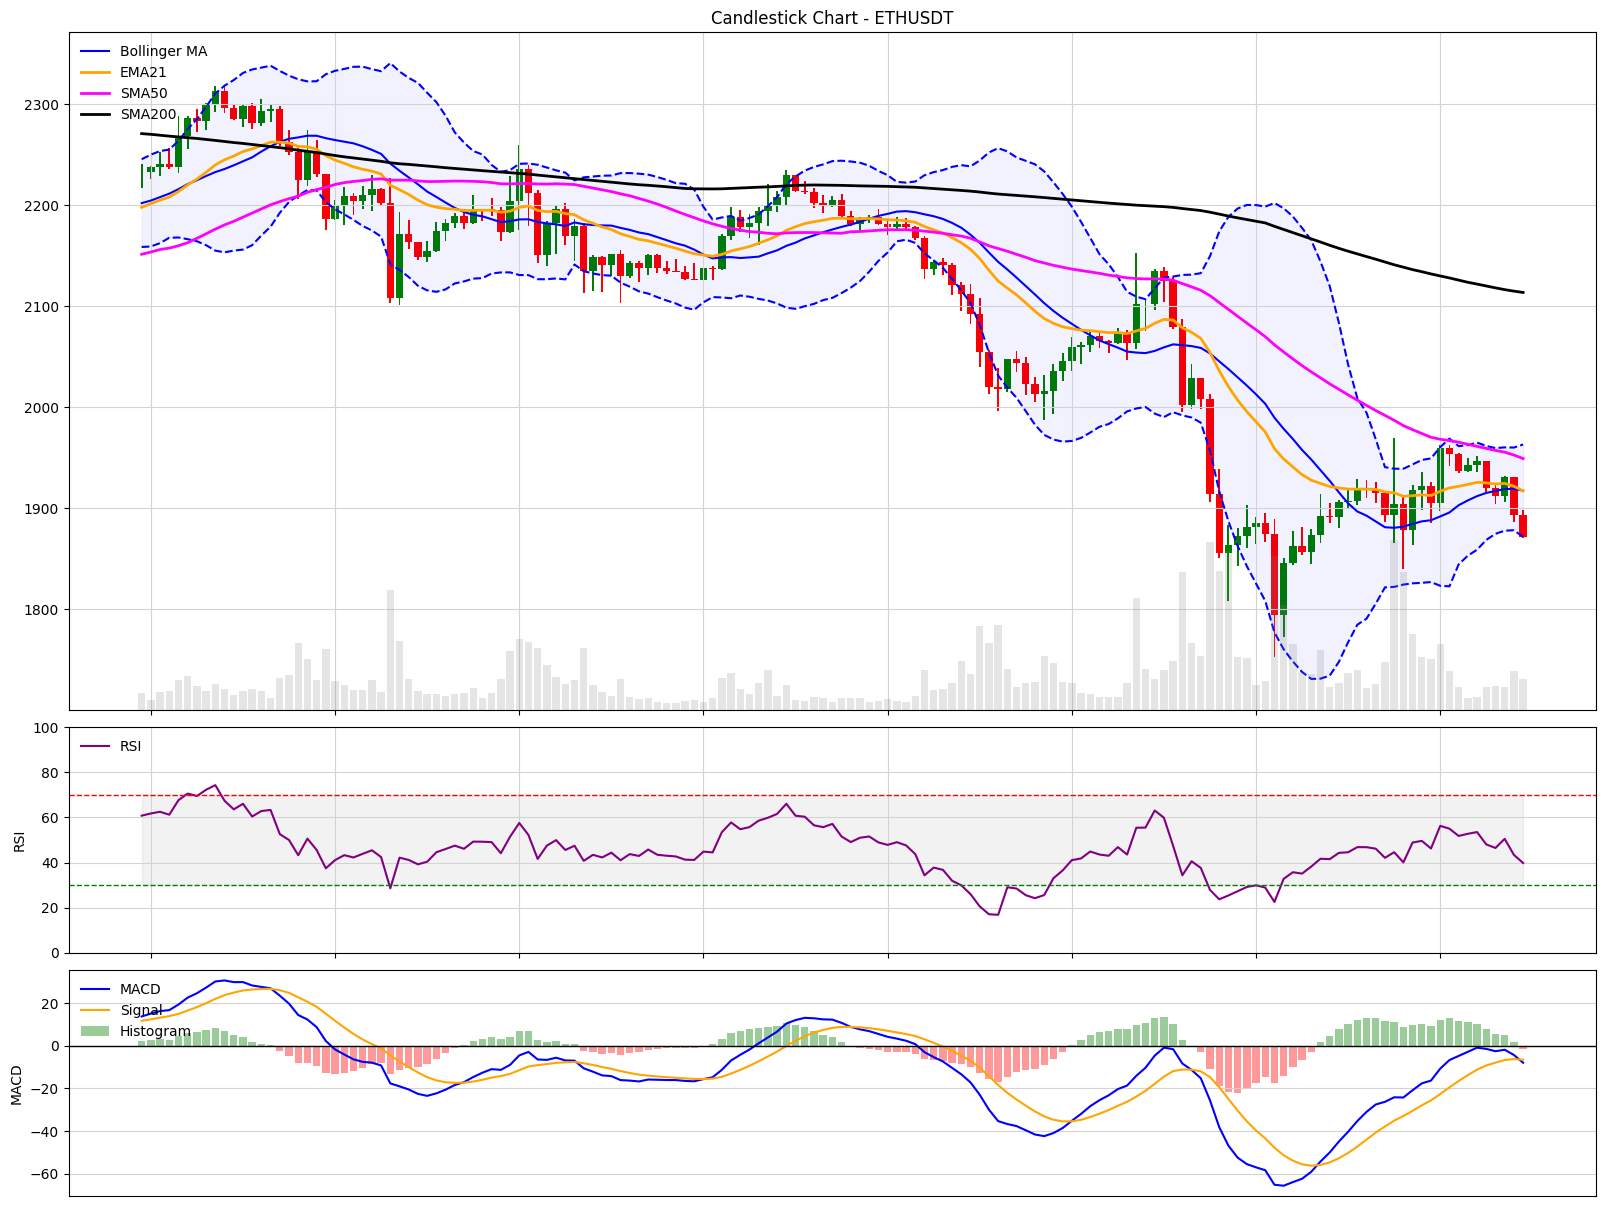 Candlestick Chart - ETHUSDT
Bollinger MA
EMA21
SMA50
SMA200
2300
2200
2100
2000
1900
1800
RSI
100
80
60
40
20
0
RSI
MACD
Signal
Histogram
20
0
−20
−40
−60
MACD